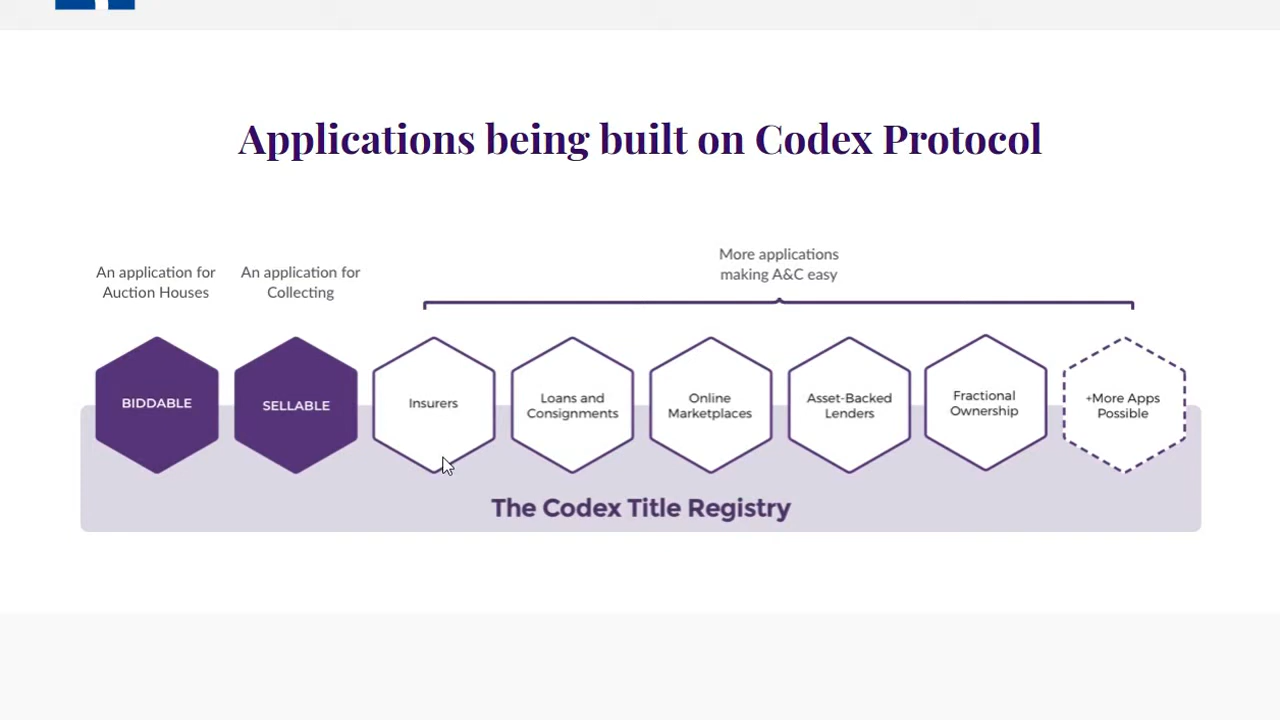 Applications being built on Codex Protocol
An application for
Auction Houses
An application for
Collecting
More applications
making A&C easy
BIDDABLE
SELLABLE
Insurers
Loans and
Consignments
Online
Marketplaces
Asset-Backed
Lenders
Fractional
Ownership
+More Apps
Possible
The Codex Title Registry